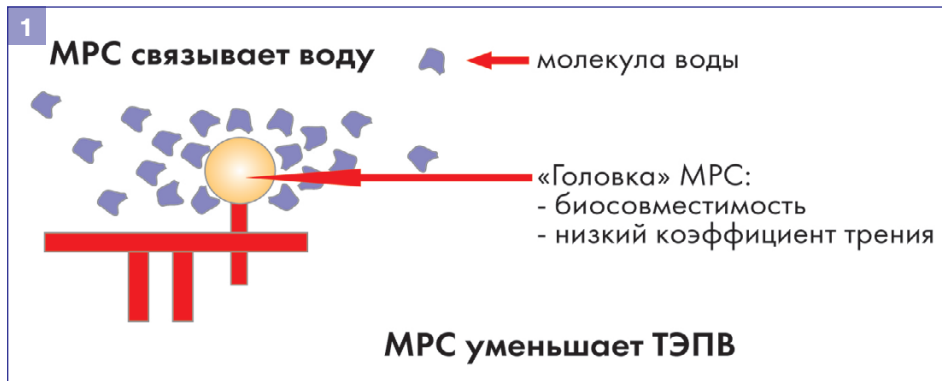 1
МРС связывает воду
молекула воды
«Головка» МРС:
- биосовместимость
- низкий коэффициент трения
МРС уменьшает ТЭПВ